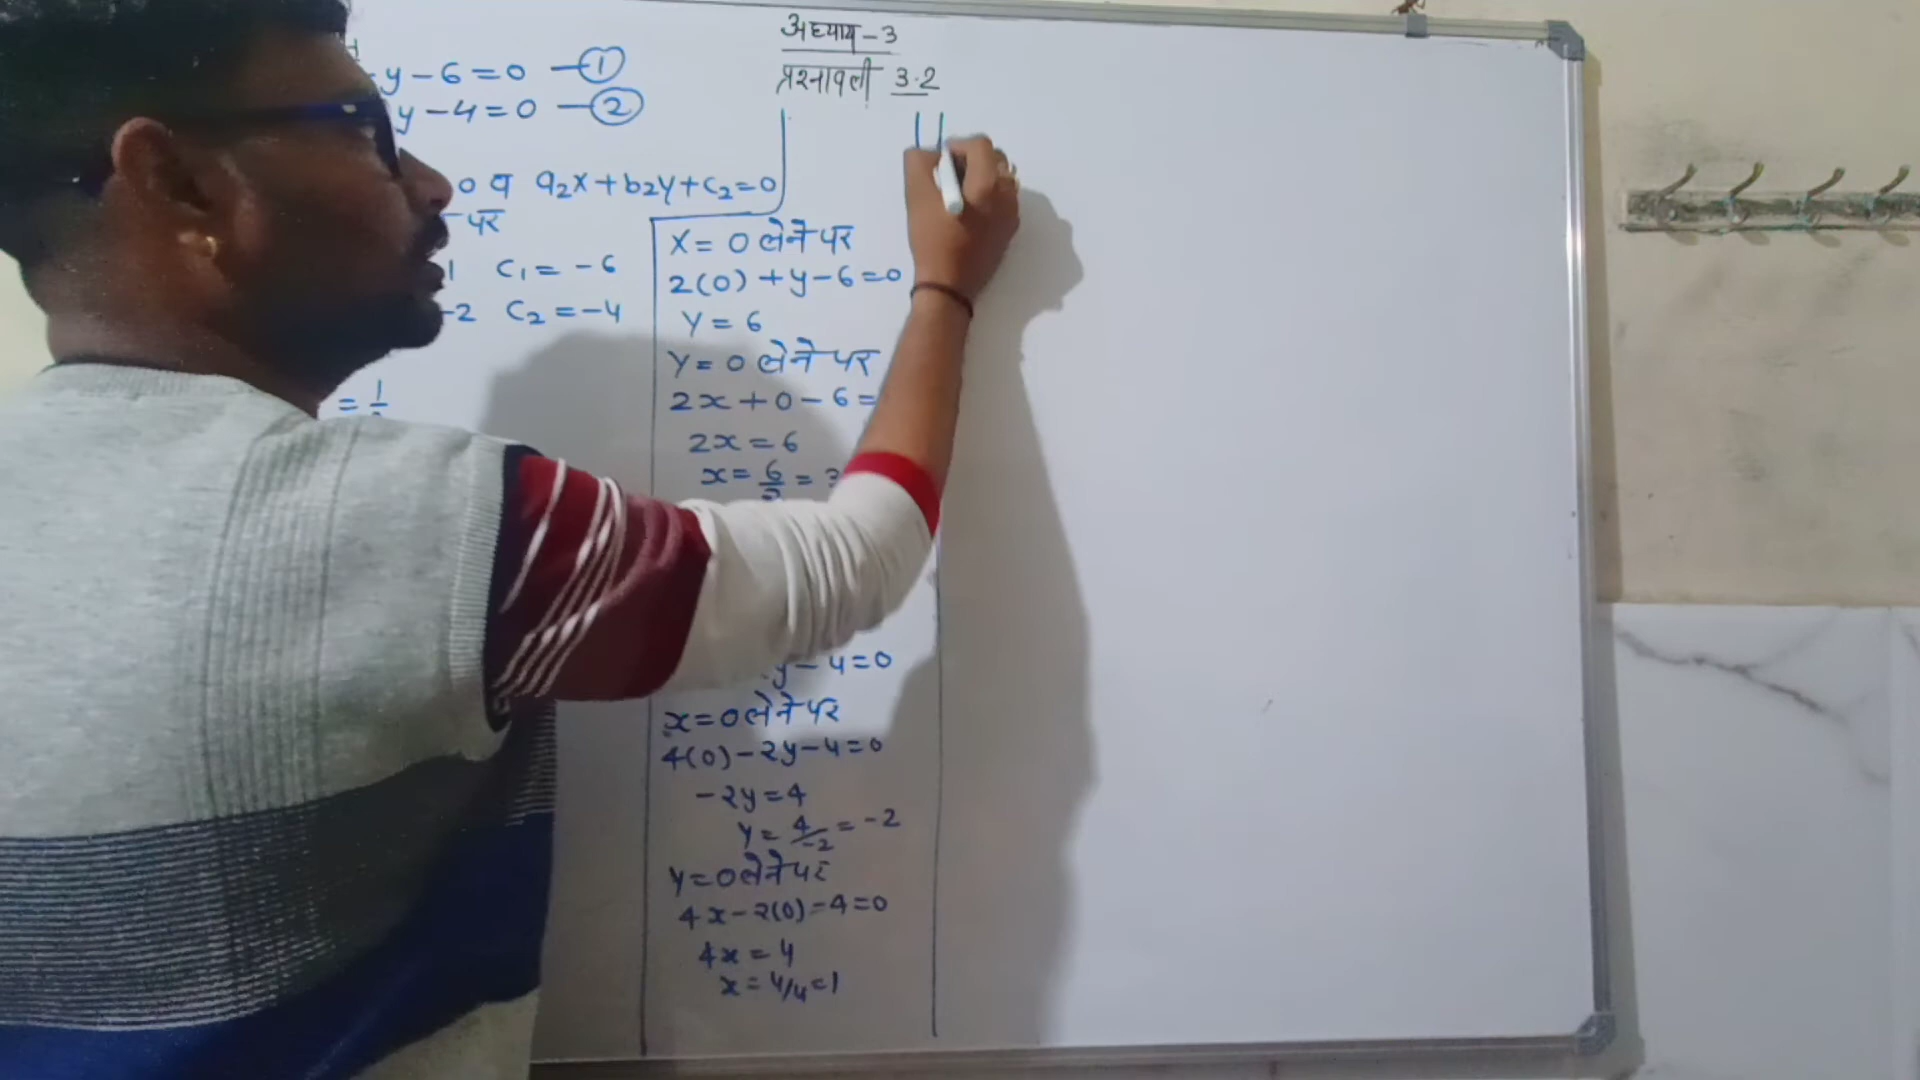 अध्याय-3
प्रश्नावली 3.2
y-6=0 —①
y-4=0 —②
0 व a₂x+b₂y+c₂=0
पर
1 c₁=-6
-2 c₂=-4
=1
x=0 लेने पर
2(0)+y-6=0
y=6
y=0 लेने पर
2x+0-6=
2x=6
x=6/2=3
y-4=0
x=0 लेने पर
4(0)-2y-4=0
-2y=4
y=4/-2=-2
y=0 लेने पर
4x-2(0)-4=0
4x=4
x=4/4=1